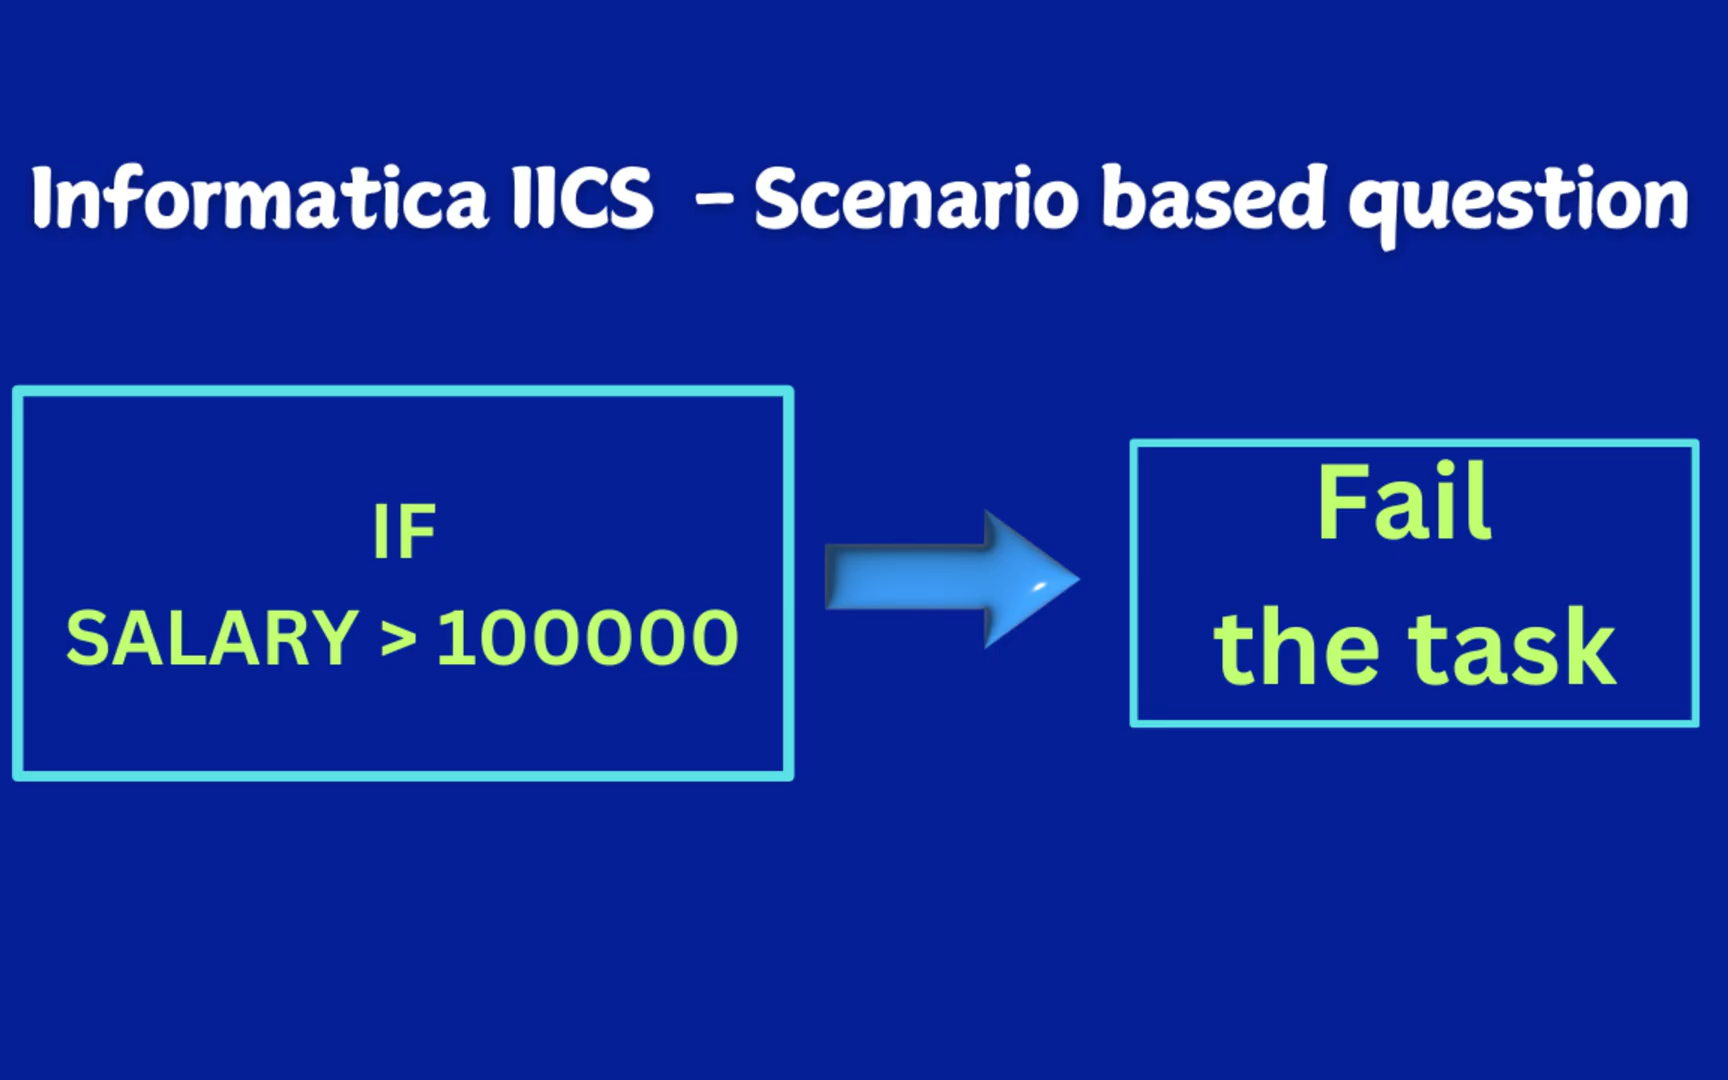 Informatica IICS - Scenario based question
IF
SALARY > 100000
Fail
the task